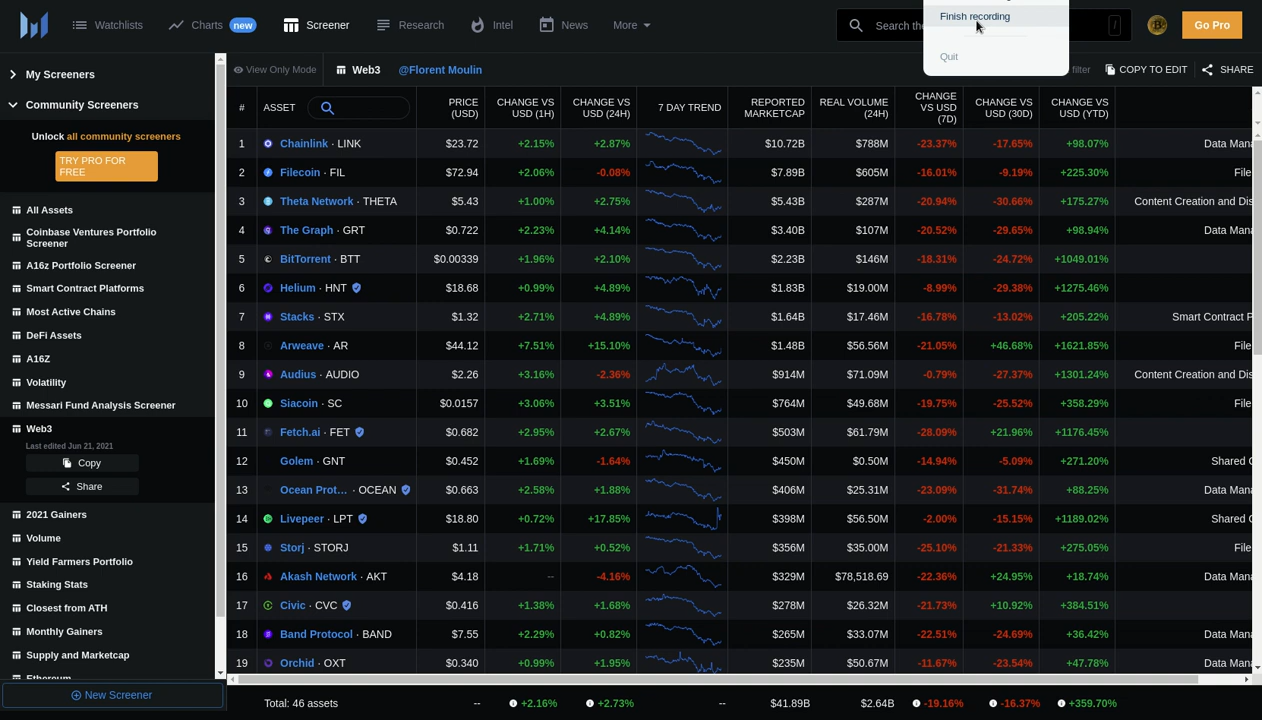 Watchlists
Charts new
Screener
Research
Intel
News
More
Search the
/
Go Pro
Finish recording
Quit
My Screeners
Community Screeners
Unlock all community screeners
TRY PRO FOR
FREE
All Assets
Coinbase Ventures Portfolio
Screener
A16z Portfolio Screener
Smart Contract Platforms
Most Active Chains
DeFi Assets
A16Z
Volatility
Messari Fund Analysis Screener
Web3
Last edited Jun 21, 2021
Copy
Share
2021 Gainers
Volume
Yield Farmers Portfolio
Staking Stats
Closest from ATH
Monthly Gainers
Supply and Marketcap
Ethereum
New Screener
View Only Mode
Web3
@Florent Moulin
filter
COPY TO EDIT
SHARE
# ASSET PRICE (USD) CHANGE VS USD (1H) CHANGE VS USD (24H) 7 DAY TREND REPORTED MARKETCAP REAL VOLUME (24H) CHANGE VS USD (7D) CHANGE VS USD (30D) CHANGE VS USD (YTD)
1 Chainlink · LINK $23.72 +2.15% +2.87% $10.72B $788M -23.37% -17.65% +98.07% Data Mana
2 Filecoin · FIL $72.94 +2.06% -0.08% $7.89B $605M -16.01% -9.19% +225.30% File
3 Theta Network · THETA $5.43 +1.00% +2.75% $5.43B $287M -20.94% -30.66% +175.27% Content Creation and Dis
4 The Graph · GRT $0.722 +2.23% +4.14% $3.40B $107M -20.52% -29.65% +98.94% Data Mana
5 BitTorrent · BTT $0.00339 +1.96% +2.10% $2.23B $146M -18.31% -24.72% +1049.01%
6 Helium · HNT $18.68 +0.99% +4.89% $1.83B $19.00M -8.99% -29.38% +1275.46%
7 Stacks · STX $1.32 +2.71% +4.89% $1.64B $17.46M -16.78% -13.02% +205.22% Smart Contract P
8 Arweave · AR $44.12 +7.51% +15.10% $1.48B $56.56M -21.05% +46.68% +1621.85% File
9 Audius · AUDIO $2.26 +3.16% -2.36% $914M $71.09M -0.79% -27.37% +1301.24% Content Creation and Dis
10 Siacoin · SC $0.0157 +3.06% +3.51% $764M $49.68M -19.75% -25.52% +358.29% File
11 Fetch.ai · FET $0.682 +2.95% +2.67% $503M $61.79M -28.09% +21.96% +1176.45%
12 Golem · GNT $0.452 +1.69% -1.64% $450M $0.50M -14.94% -5.09% +271.20% Shared C
13 Ocean Prot... · OCEAN $0.663 +2.58% +1.88% $406M $25.31M -23.09% -31.74% +88.25% Data Mana
14 Livepeer · LPT $18.80 +0.72% +17.85% $398M $56.50M -2.00% -15.15% +1189.02% Shared C
15 Storj · STORJ $1.11 +1.71% +0.52% $356M $35.00M -25.10% -21.33% +275.05% File
16 Akash Network · AKT $4.18 -- -4.16% $329M $78,518.69 -22.36% +24.95% +18.74% Data Mana
17 Civic · CVC $0.416 +1.38% +1.68% $278M $26.32M -21.73% +10.92% +384.51%
18 Band Protocol · BAND $7.55 +2.29% +0.82% $265M $33.07M -22.51% -24.69% +36.42% Data Mana
19 Orchid · OXT $0.340 +0.99% +1.95% $235M $50.67M -11.67% -23.54% +47.78% Data Mana
Total: 46 assets -- +2.16% +2.73% -- $41.89B $2.64B -19.16% -16.37% +359.70%